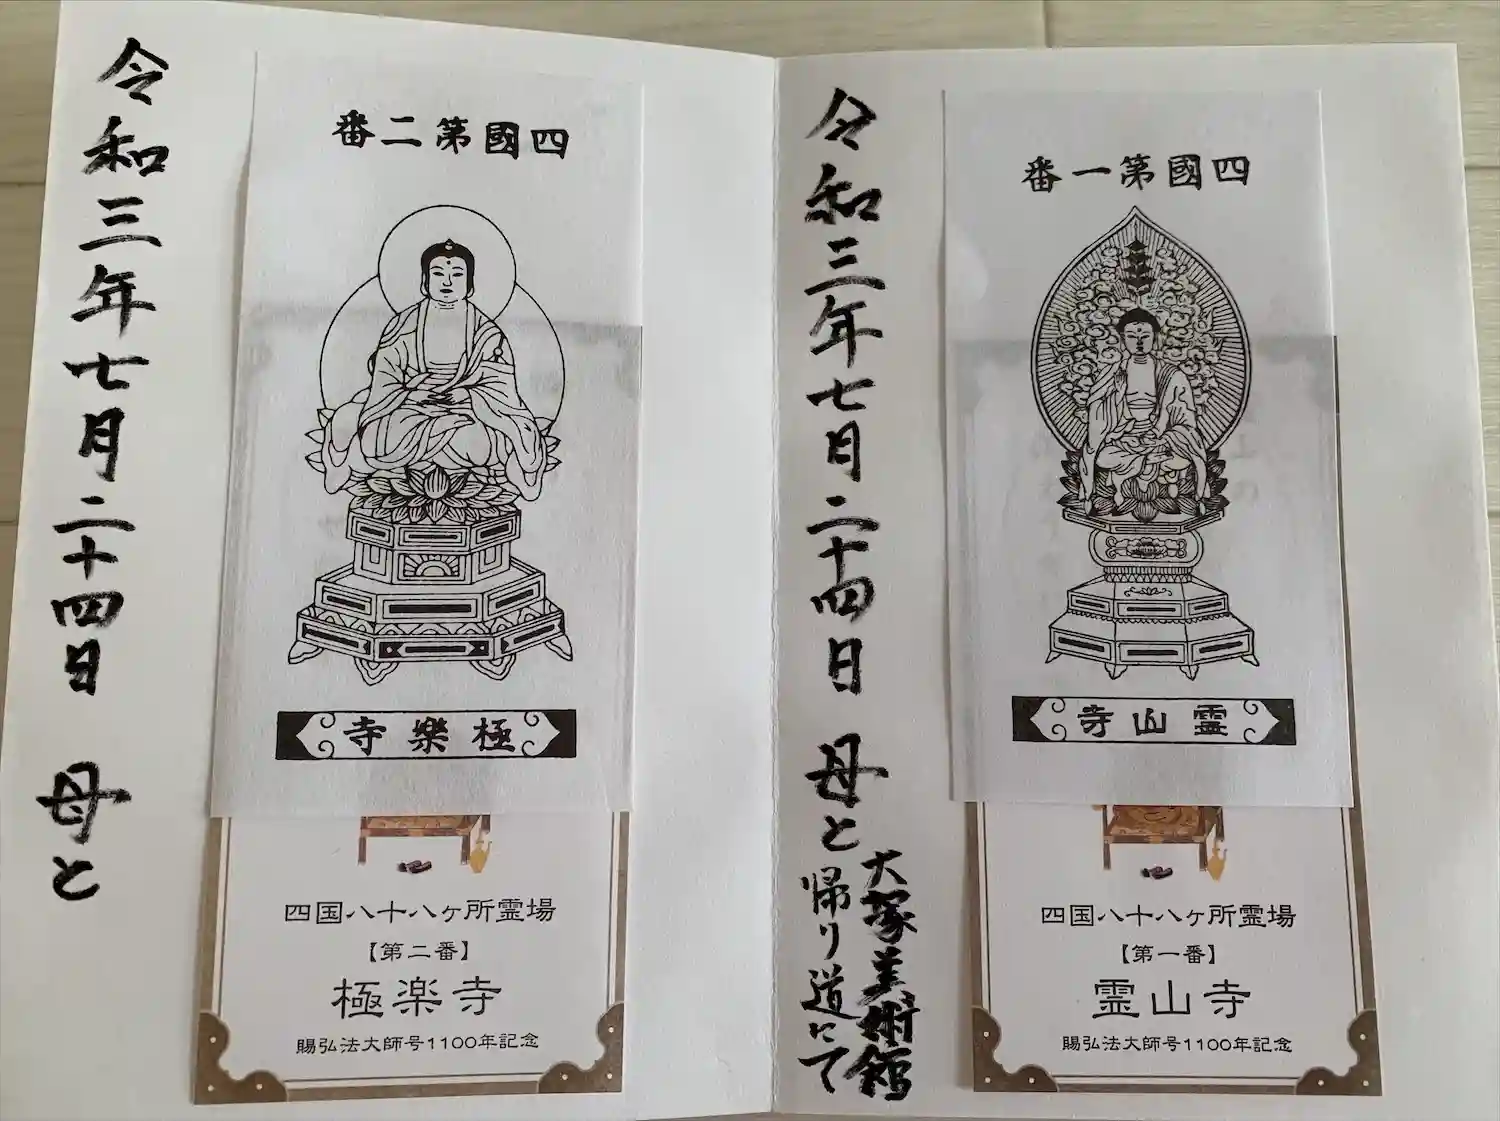 令和三年七月二十四日 母と
大塚美術館
帰り道にて
四國第一番
霊山寺
四国八十八ヶ所霊場
【第一番】
霊山寺
賜弘法大師号1100年記念
令和三年七月二十四日 母と
四國第二番
極樂寺
四国八十八ヶ所霊場
【第二番】
極楽寺
賜弘法大師号1100年記念